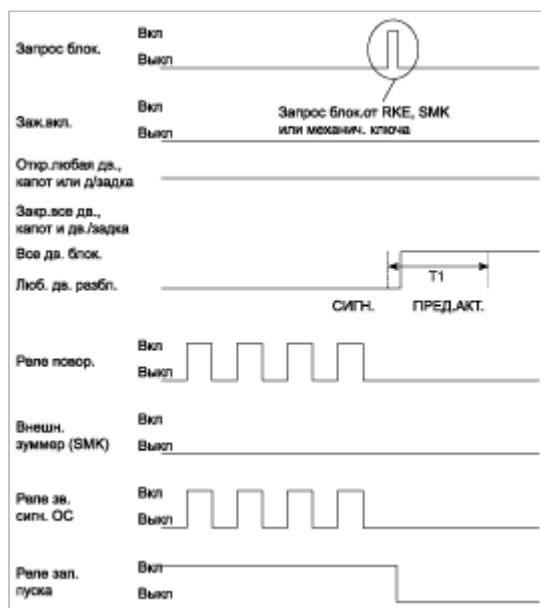 Запрос блок.
Вкл
Выкл
Запрос блок.от RKE, SMK
или механич. ключа
Заж.вкл.
Вкл
Выкл
Откр.любая дв.,
капот или д/задка
Закр.все дв.,
капот и дв./задка
Все дв. блок.
Люб. дв. разбл.
T1
СИГН.
ПРЕД.АКТ.
Реле повор.
Вкл
Выкл
Внешн.
зуммер (SMK)
Вкл
Выкл
Реле зв.
сигн. ОС
Вкл
Выкл
Реле зап.
пуска
Вкл
Выкл